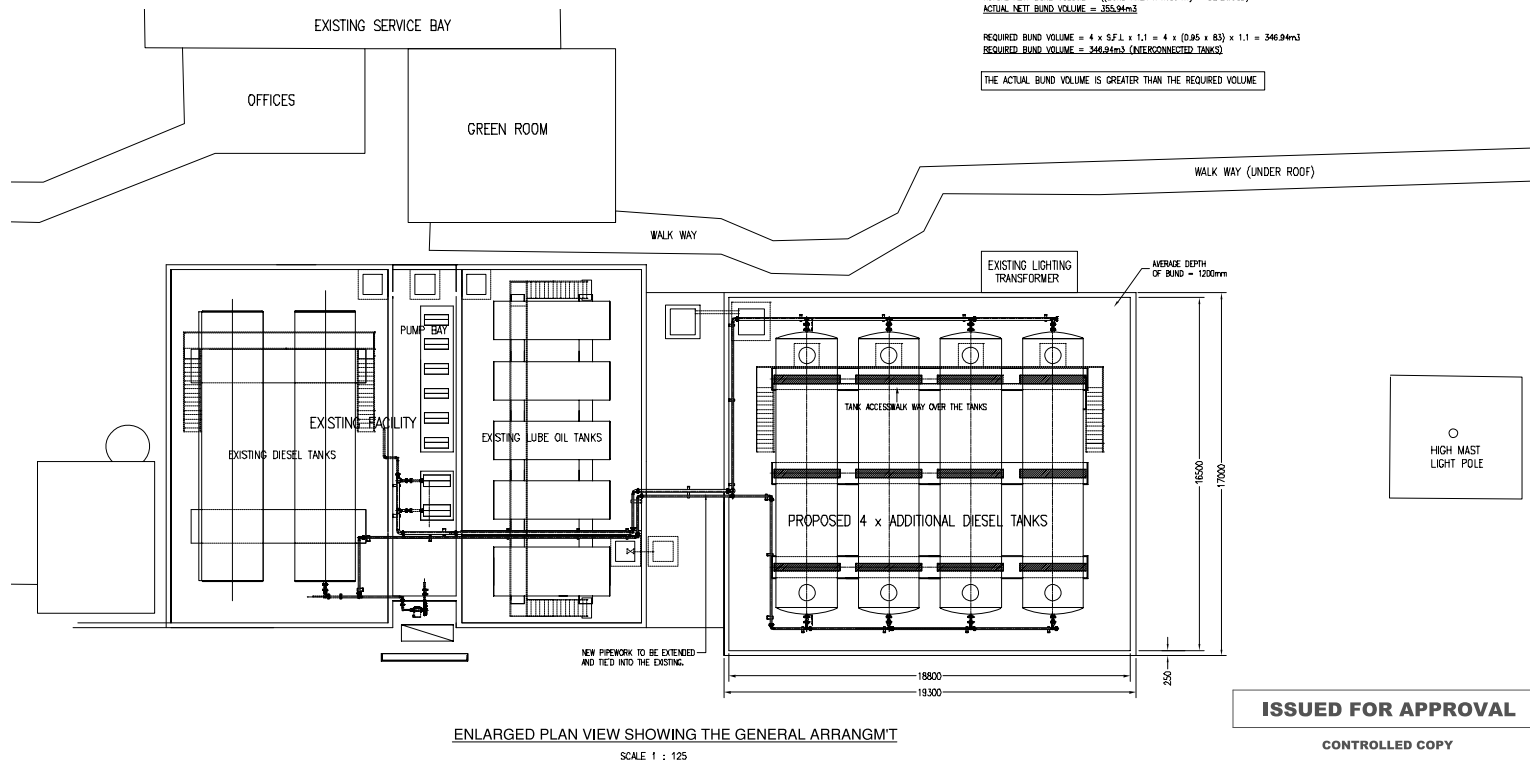 ACTUAL NETT BUND VOLUME = 355.94m3
REQUIRED BUND VOLUME = 4 x S.F.L x 1.1 = 4 x (0.95 x 83) x 1.1 = 346.94m3
REQUIRED BUND VOLUME = 346.94m3 (INTERCONNECTED TANKS)
THE ACTUAL BUND VOLUME IS GREATER THAN THE REQUIRED VOLUME
EXISTING SERVICE BAY
OFFICES
GREEN ROOM
WALK WAY (UNDER ROOF)
WALK WAY
EXISTING LIGHTING
TRANSFORMER
AVERAGE DEPTH
OF BUND = 1200mm
PUMP BAY
TANK ACCESSWALK WAY OVER THE TANKS
EXISTING FACILITY
EXISTING LUBE OIL TANKS
EXISTING DIESEL TANKS
HIGH MAST
LIGHT POLE
16500
17000
PROPOSED 4 x ADDITIONAL DIESEL TANKS
NEW PIPEWORK TO BE EXTENDED
AND TIE'D INTO THE EXISTING.
250
18800
19300
ENLARGED PLAN VIEW SHOWING THE GENERAL ARRANGM'T
SCALE 1 : 125
ISSUED FOR APPROVAL
CONTROLLED COPY